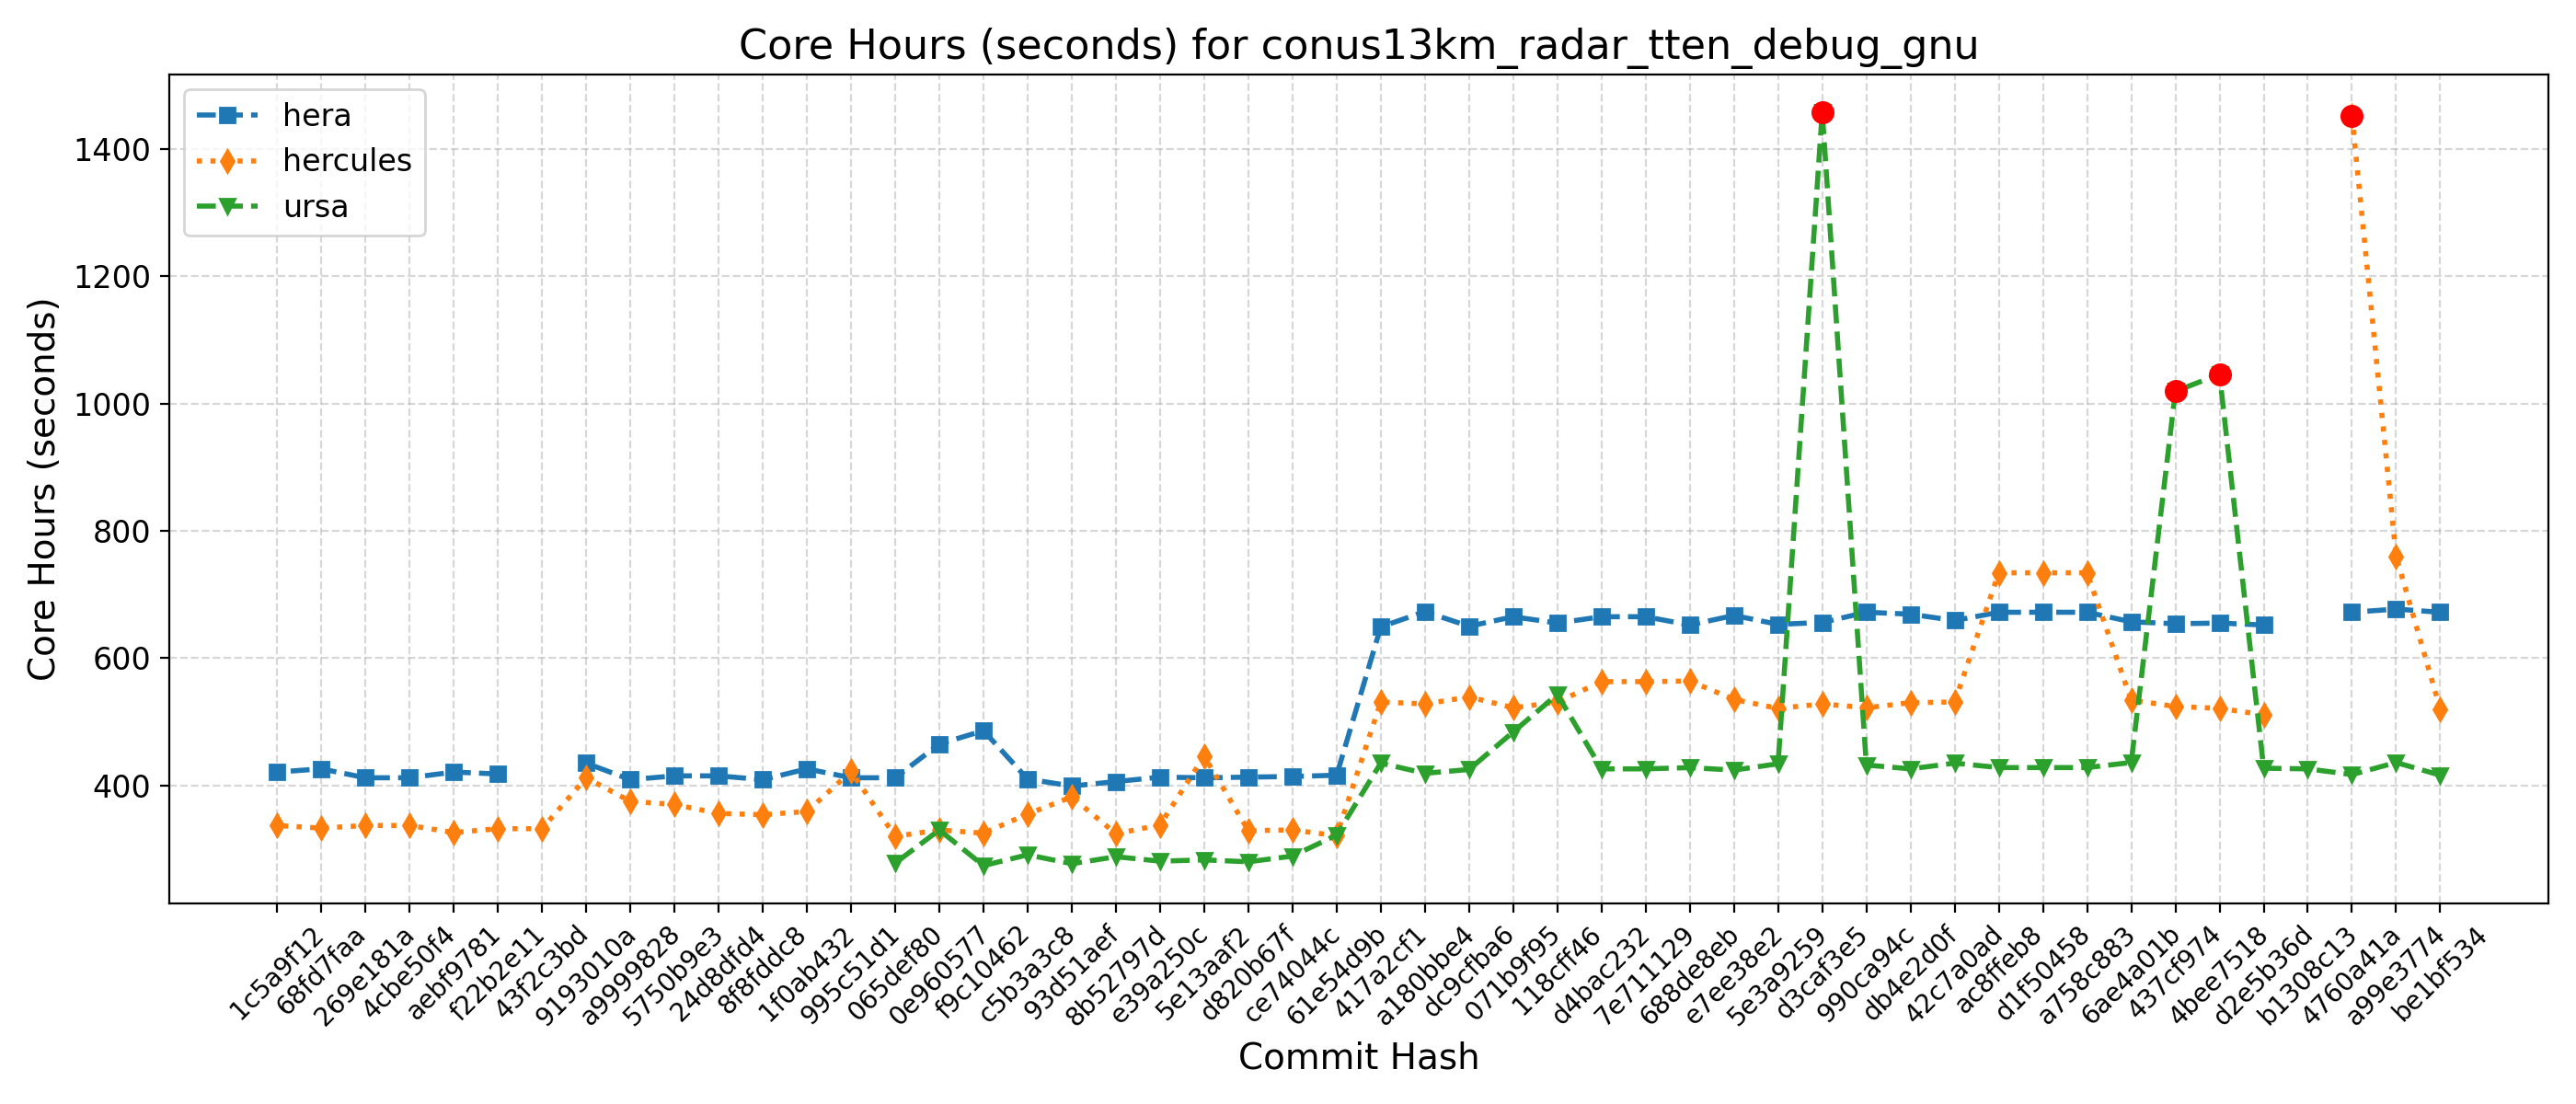 Core Hours (seconds) for conus13km_radar_tten_debug_gnu
hera
hercules
ursa
Core Hours (seconds)
1400
1200
1000
800
600
400
1c5a9f12
68fd7faa
269e181a
4cbe50f4
aebf9781
f22b2e11
43f2c3bd
9193010a
a9999828
5750b9e3
24d8dfd4
8f8fddc8
1f0ab432
995c51d1
065def80
0e960577
f9c10462
c5b3a3c8
93d51aef
8b52797d
e39a250c
5e13aaf2
d820b67f
ce74044c
61e54d9b
417a2cf1
a180bbe4
dc9cfba6
071b9f95
118cff46
d4bac232
7e711129
688de8eb
e7ee38e2
5e3a9259
d3caf3e5
990ca94c
db4e2d0f
42c7a0ad
ac8ffeb8
d1f50458
a758c883
6ae4a01b
437cf974
4bee7518
d2e5b36d
b1308c13
4760a41a
a99e3774
be1bf534
Commit Hash